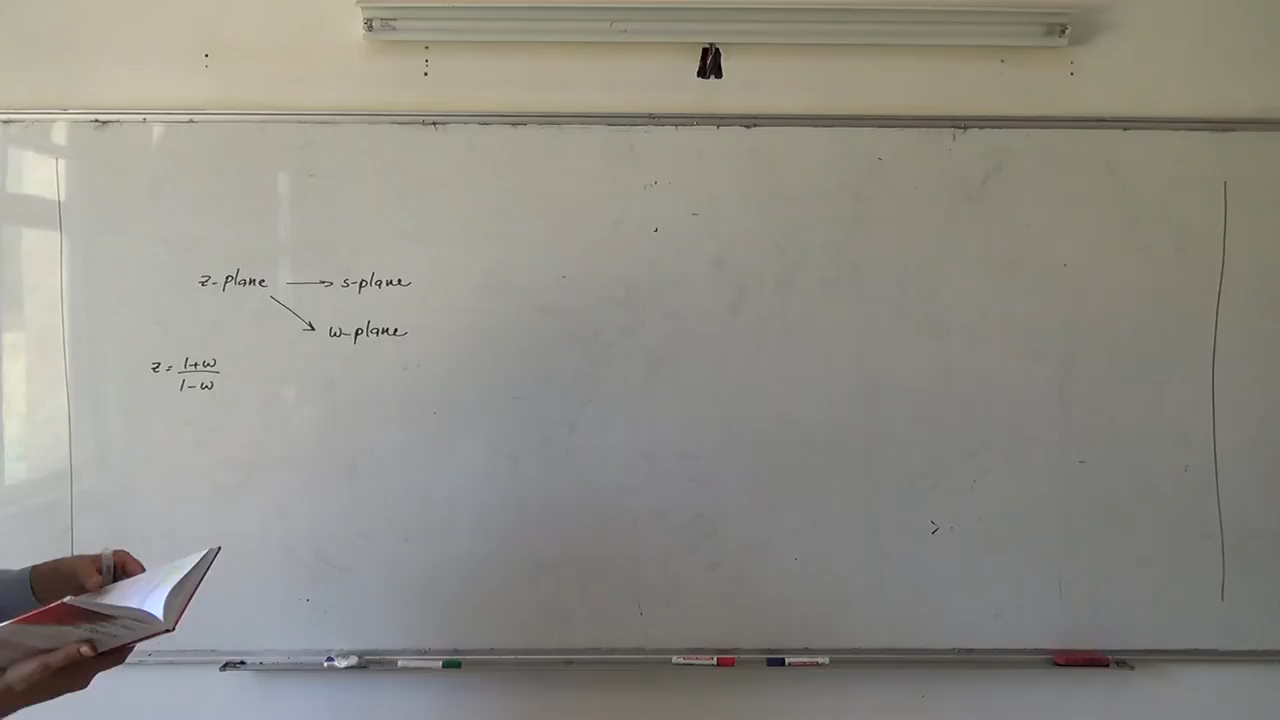 z-plane → s-plane
w-plane
z = 1+w / 1-w